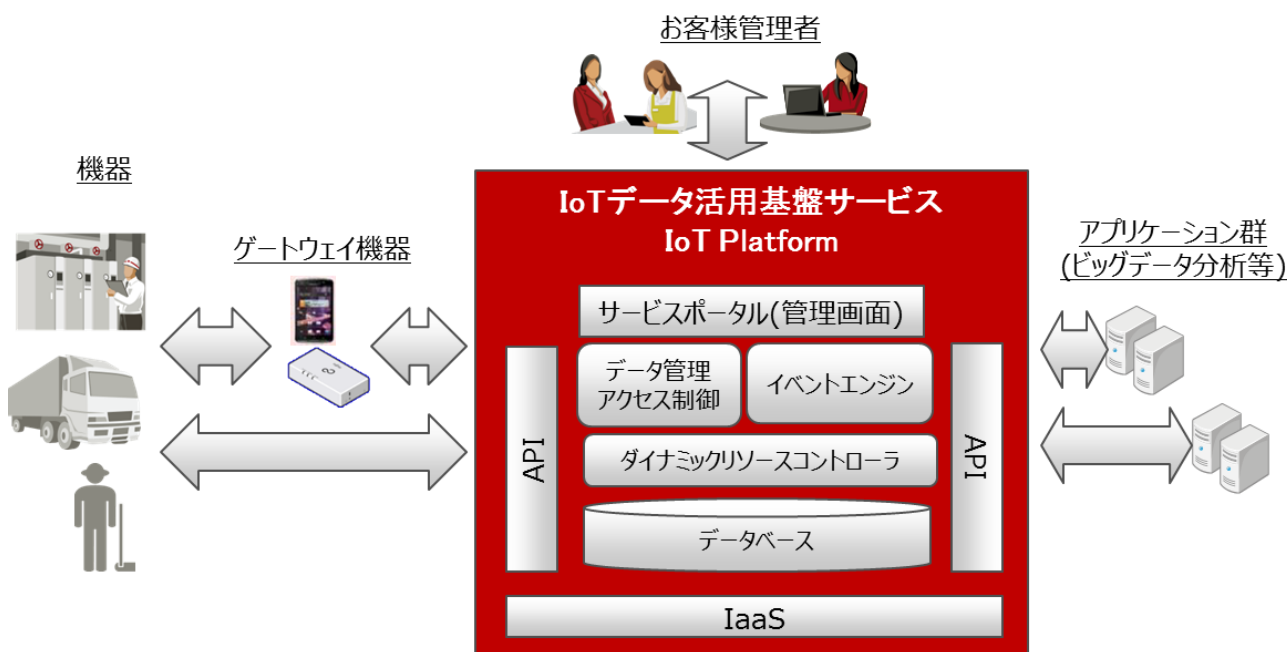 お客様管理者
機器
ゲートウェイ機器
IoTデータ活用基盤サービス
IoT Platform
サービスポータル(管理画面)
データ管理
アクセス制御
イベントエンジン
ダイナミックリソースコントローラ
データベース
API
API
IaaS
アプリケーション群
(ビッグデータ分析等)